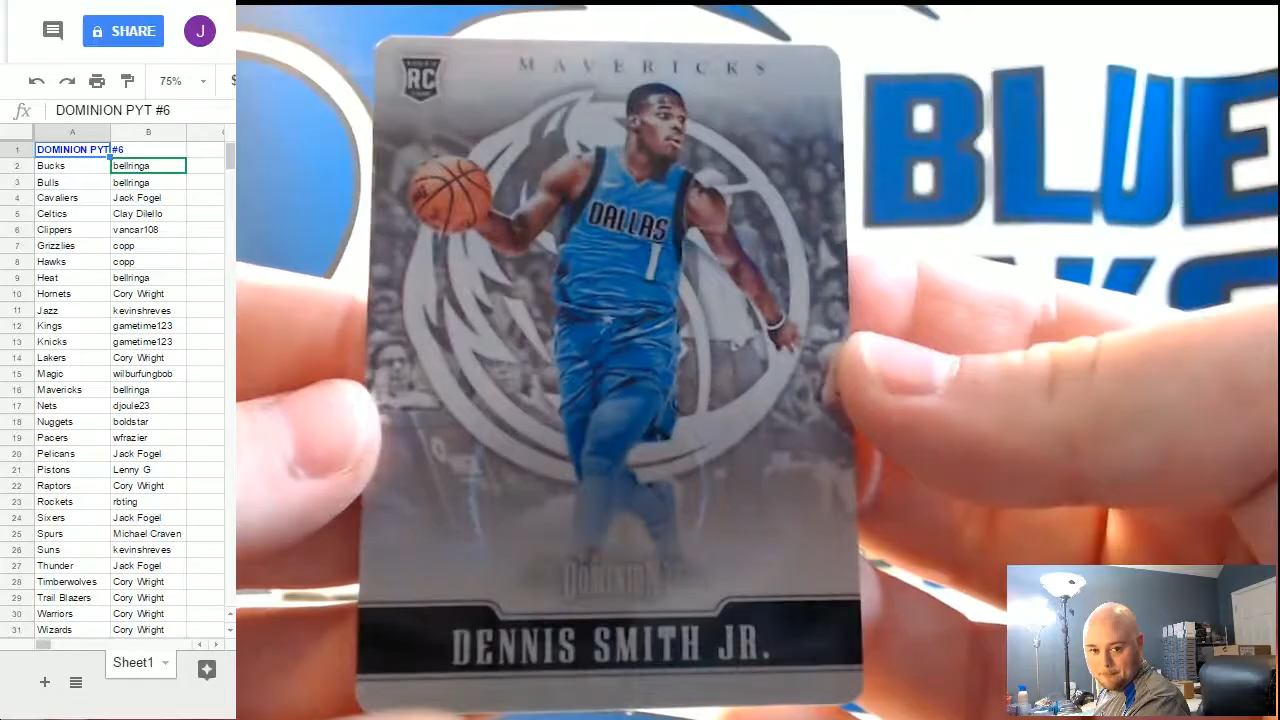 SHARE
J
75%
$
fx
DOMINION PYT #6
A B
1 DOMINION PYT #6
2 Bucks bellringa
3 Bulls bellringa
4 Cavaliers Jack Fogel
5 Celtics Clay Dilello
6 Clippers vancar108
7 Grizzlies copp
8 Hawks copp
9 Heat bellringa
10 Hornets Cory Wright
11 Jazz kevinshreves
12 Kings gametime123
13 Knicks gametime123
14 Lakers Cory Wright
15 Magic wilburfungbob
16 Mavericks bellringa
17 Nets djoule23
18 Nuggets boldstar
19 Pacers wfrazier
20 Pelicans Jack Fogel
21 Pistons Lenny G
22 Raptors Cory Wright
23 Rockets rbting
24 Sixers Jack Fogel
25 Spurs Michael Craven
26 Suns kevinshreves
27 Thunder Jack Fogel
28 Timberwolves Cory Wright
29 Trail Blazers Cory Wright
30 Warriors Cory Wright
31 Wizards Cory Wright
Sheet1
RC
MAVERICKS
DALLAS
1
DOMINION
DENNIS SMITH JR.
BLUE